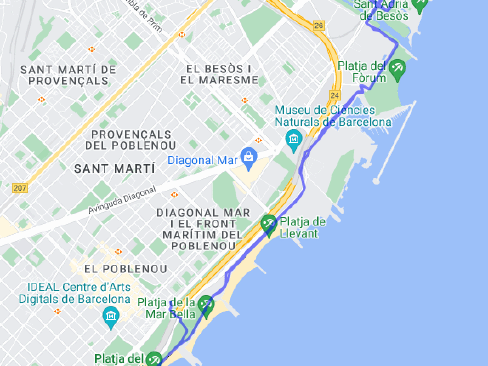 Sant Adrià
de Besòs
bla de Prim
26
SANT MARTÍ DE
PROVENÇALS
EL BESÒS I
EL MARESME
Platja del
Fòrum
24
Museu de Ciències
Naturals de Barcelona
PROVENÇALS
DEL POBLENOU
Diagonal Mar
SANT MARTÍ
207
Avinguda Diagonal
DIAGONAL MAR
I EL FRONT
MARÍTIM DEL
POBLENOU
Platja de
Llevant
EL POBLENOU
IDEAL Centre d'Arts
Digitals de Barcelona
Platja de la
Mar Bella
Platja del